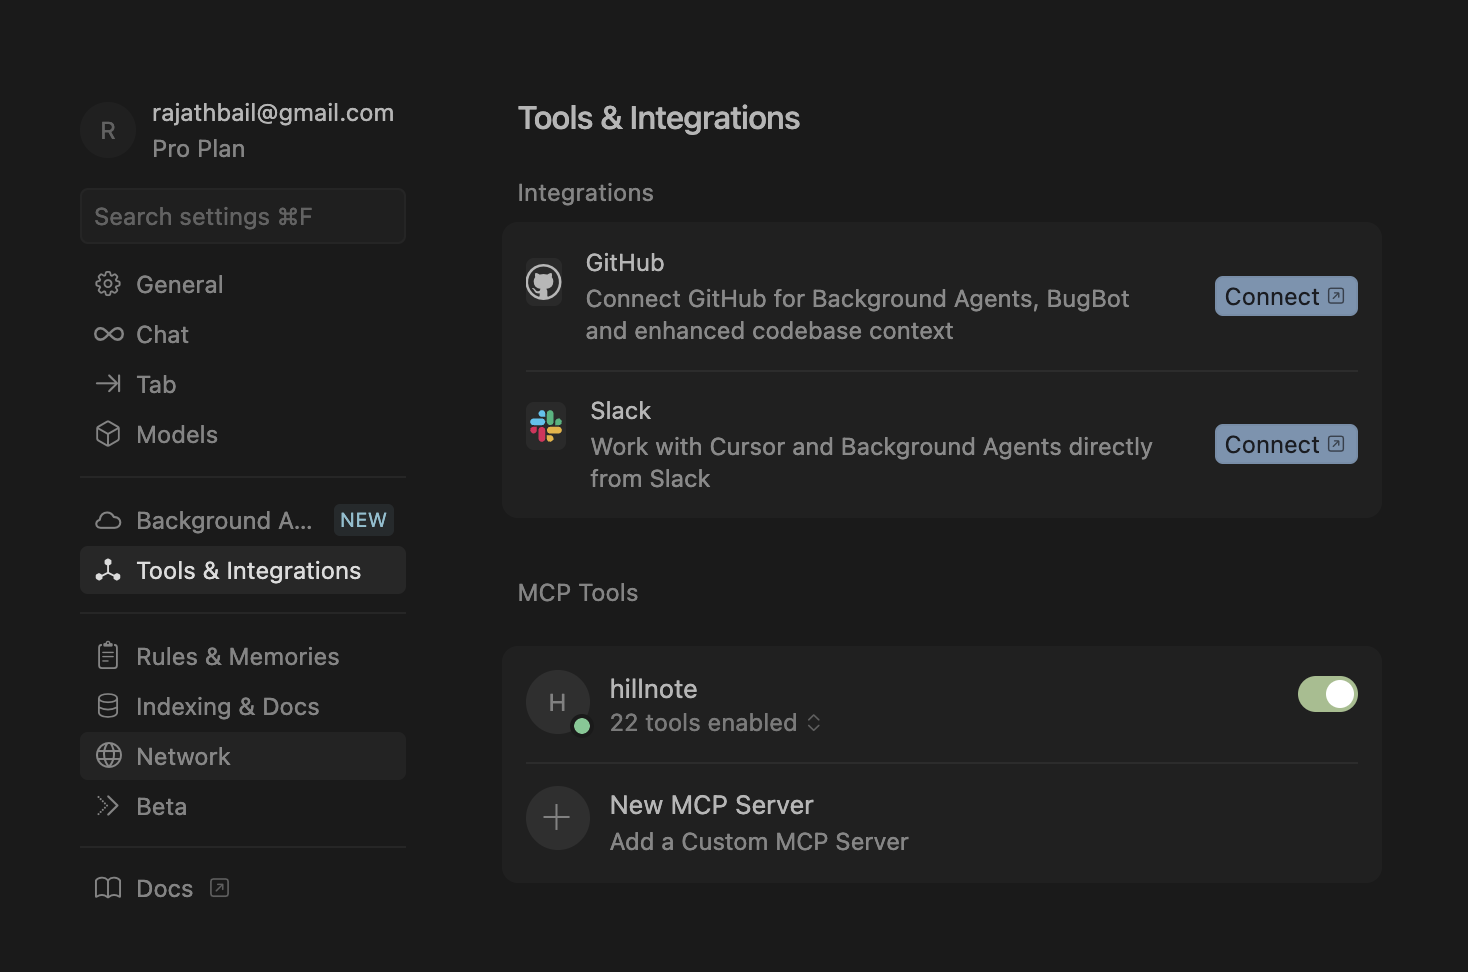 R
rajathbail@gmail.com
Pro Plan
Search settings ⌘F
General
Chat
Tab
Models
Background A... NEW
Tools & Integrations
Rules & Memories
Indexing & Docs
Network
Beta
Docs
Tools & Integrations
Integrations
GitHub
Connect GitHub for Background Agents, BugBot
and enhanced codebase context
Connect
Slack
Work with Cursor and Background Agents directly
from Slack
Connect
MCP Tools
H
hillnote
22 tools enabled
New MCP Server
Add a Custom MCP Server